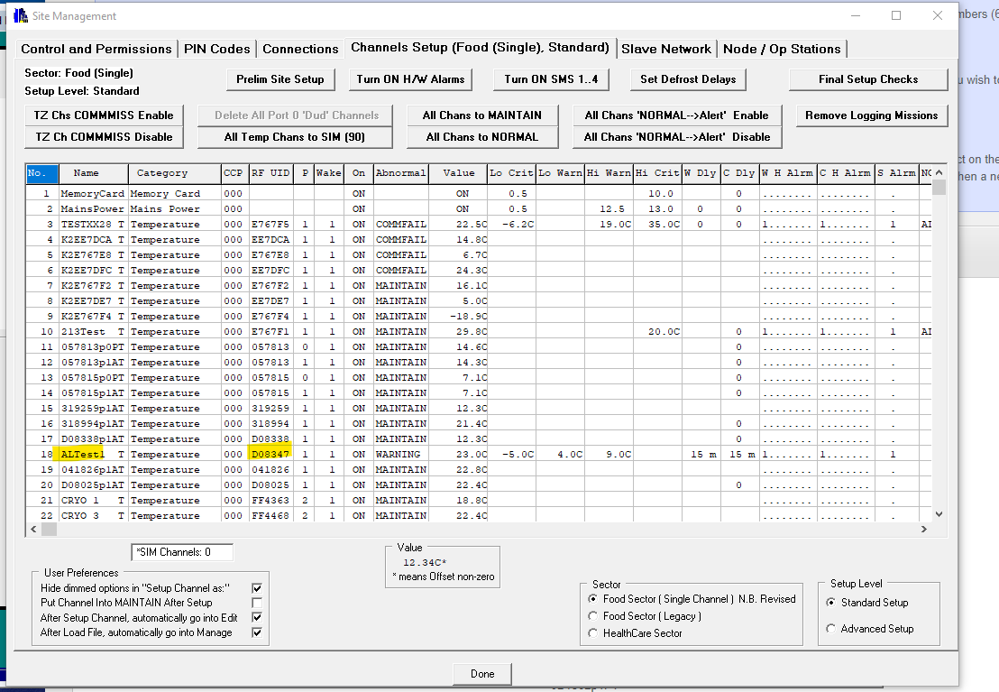 Site Management
mbers (6
Control and Permissions PIN Codes Connections Channels Setup (Food (Single), Standard) Slave Network Node / Op Stations
Sector: Food (Single)
Setup Level: Standard
Prelim Site Setup Turn ON H/W Alarms Turn ON SMS 1..4 Set Defrost Delays Final Setup Checks
u wish to
TZ Chs COMMMISS Enable Delete All Port 0 'Dud' Channels All Chans to MAINTAIN All Chans 'NORMAL-->Alert' Enable Remove Logging Missions
TZ Ch COMMMISS Disable All Temp Chans to SIM (90) All Chans to NORMAL All Chans 'NORMAL-->Alert' Disable
ct on the
hen a ne
No. Name Category CCP RF UID P Wake On Abnormal Value Lo Crit Lo Warn Hi Warn Hi Crit W Dly C Dly W H Alrm C H Alrm S Alrm NO
1 MemoryCard Memory Card 000 ON ON 0.5 10.0 0 ........ ........ .
2 MainsPower Mains Power 000 ON ON 0.5 12.5 13.0 0 0 ........ ........ .
3 TESTXX28 T Temperature 000 E767F5 1 1 ON COMMFAIL 22.5C -6.2C 19.0C 35.0C 0 0 1....... 1....... 1 AL
4 K2EE7DCA T Temperature 000 EE7DCA 1 1 ON COMMFAIL 14.8C ........ ........ .
5 K2E767E8 T Temperature 000 E767E8 1 1 ON COMMFAIL 6.7C ........ ........ .
6 K2EE7DFC T Temperature 000 EE7DFC 1 1 ON COMMFAIL 24.3C ........ ........ .
7 K2E767F2 T Temperature 000 E767F2 1 1 ON MAINTAIN 16.1C ........ ........ .
8 K2EE7DE7 T Temperature 000 EE7DE7 1 1 ON MAINTAIN 5.0C ........ ........ .
9 K2E767F4 T Temperature 000 E767F4 1 1 ON MAINTAIN -18.9C ........ ........ .
10 213Test T Temperature 000 E767F1 1 1 ON MAINTAIN 29.8C 20.0C 0 1....... 1....... 1 AL
11 057813p0PT Temperature 000 057813 0 1 ON MAINTAIN 14.6C 0 ........ ........ .
12 057813p1AT Temperature 000 057813 1 1 ON MAINTAIN 14.3C 0 ........ ........ .
13 057815p0PT Temperature 000 057815 0 1 ON MAINTAIN 7.1C 0 ........ ........ .
14 057815p1AT Temperature 000 057815 1 1 ON MAINTAIN 7.1C 0 ........ ........ .
15 319259p1AT Temperature 000 319259 1 1 ON MAINTAIN 12.3C ........ ........ .
16 318994p1AT Temperature 000 318994 1 1 ON MAINTAIN 21.4C 0 ........ ........ .
17 D08338p1AT Temperature 000 D08338 1 1 ON MAINTAIN 12.3C 0 ........ ........ .
18 ALTest1 T Temperature 000 D08347 1 1 ON WARNING 23.0C -5.0C 4.0C 9.0C 15 m 15 m 1....... 1....... 1
19 041826p1AT Temperature 000 041826 1 1 ON MAINTAIN 22.8C ........ ........ .
20 D08025p1AT Temperature 000 D08025 1 1 ON MAINTAIN 22.4C 0 ........ ........ .
21 CRYO 1 T Temperature 000 FF4363 2 1 ON MAINTAIN 18.8C ........ ........ .
22 CRYO 3 T Temperature 000 FF4468 2 1 ON MAINTAIN 22.4C ........ ........ .
*SIM Channels: 0
Value
12.34C*
* means Offset non-zero
User Preferences
Hide dimmed options in "Setup Channel as:"
Put Channel Into MAINTAIN After Setup
After Setup Channel, automatically go into Edit
After Load File, automatically go into Manage
Sector
Food Sector ( Single Channel ) N.B. Revised
Food Sector ( Legacy )
HealthCare Sector
Setup Level
Standard Setup
Advanced Setup
Done